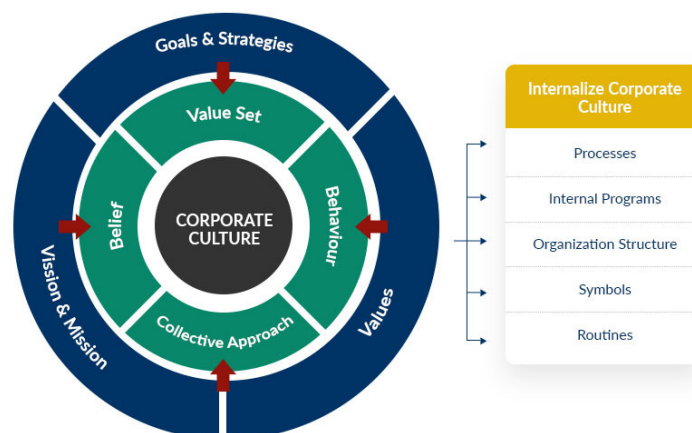 Goals & Strategies
Value Set
Belief
Behaviour
CORPORATE
CULTURE
Collective Approach
Vission & Mission
Values
Internalize Corporate
Culture
Processes
Internal Programs
Organization Structure
Symbols
Routines